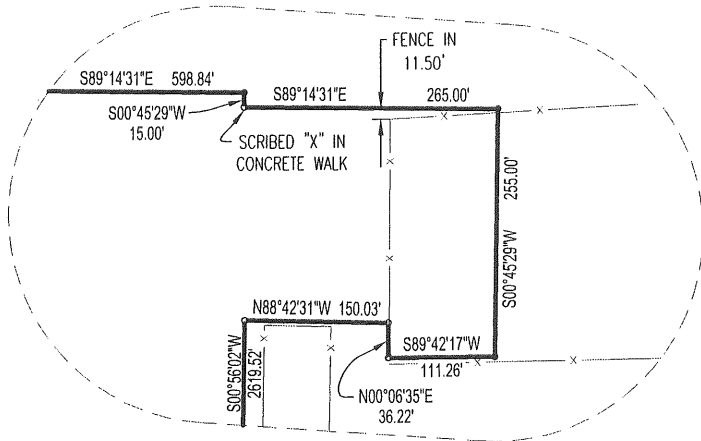 FENCE IN
11.50'
S89°14'31"E 598.84'
S89°14'31"E 265.00'
S00°45'29"W
15.00'
SCRIBED "X" IN
CONCRETE WALK
255.00'
S00°45'29"W
N88°42'31"W 150.03'
S89°42'17"W
111.26'
S00°56'02"W
2619.52'
N00°06'35"E
36.22'
X
X
X
X
X
X
X
X